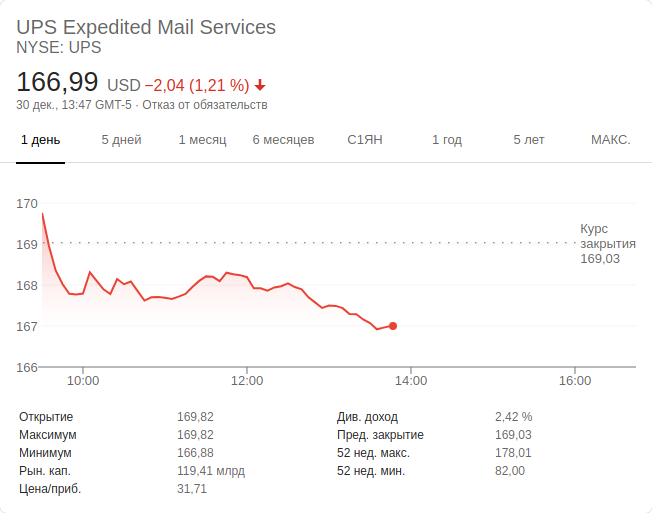 UPS Expedited Mail Services
NYSE: UPS
166,99 USD −2,04 (1,21 %)
30 дек., 13:47 GMT-5 · Отказ от обязательств
1 день 5 дней 1 месяц 6 месяцев С1ЯН 1 год 5 лет МАКС.
170
169
168
167
166
Курс
закрытия
169,03
10:00 12:00 14:00 16:00
Открытие 169,82 Див. доход 2,42 %
Максимум 169,82 Пред. закрытие 169,03
Минимум 166,88 52 нед. макс. 178,01
Рын. кап. 119,41 млрд 52 нед. мин. 82,00
Цена/приб. 31,71